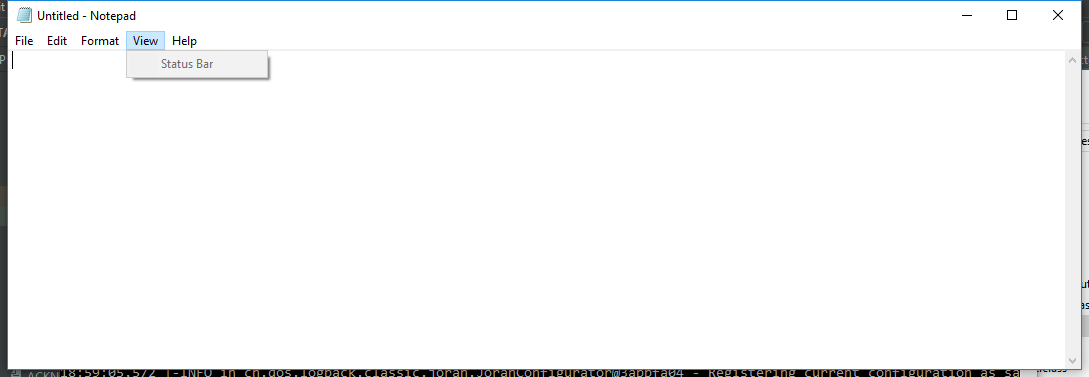 Untitled - Notepad
File Edit Format View Help
Status Bar
18:59:05.572 |-INFO in ch.qos.logback.classic.joran.JoranConfigurator@3abbfa04 - Registering current configuration as sa